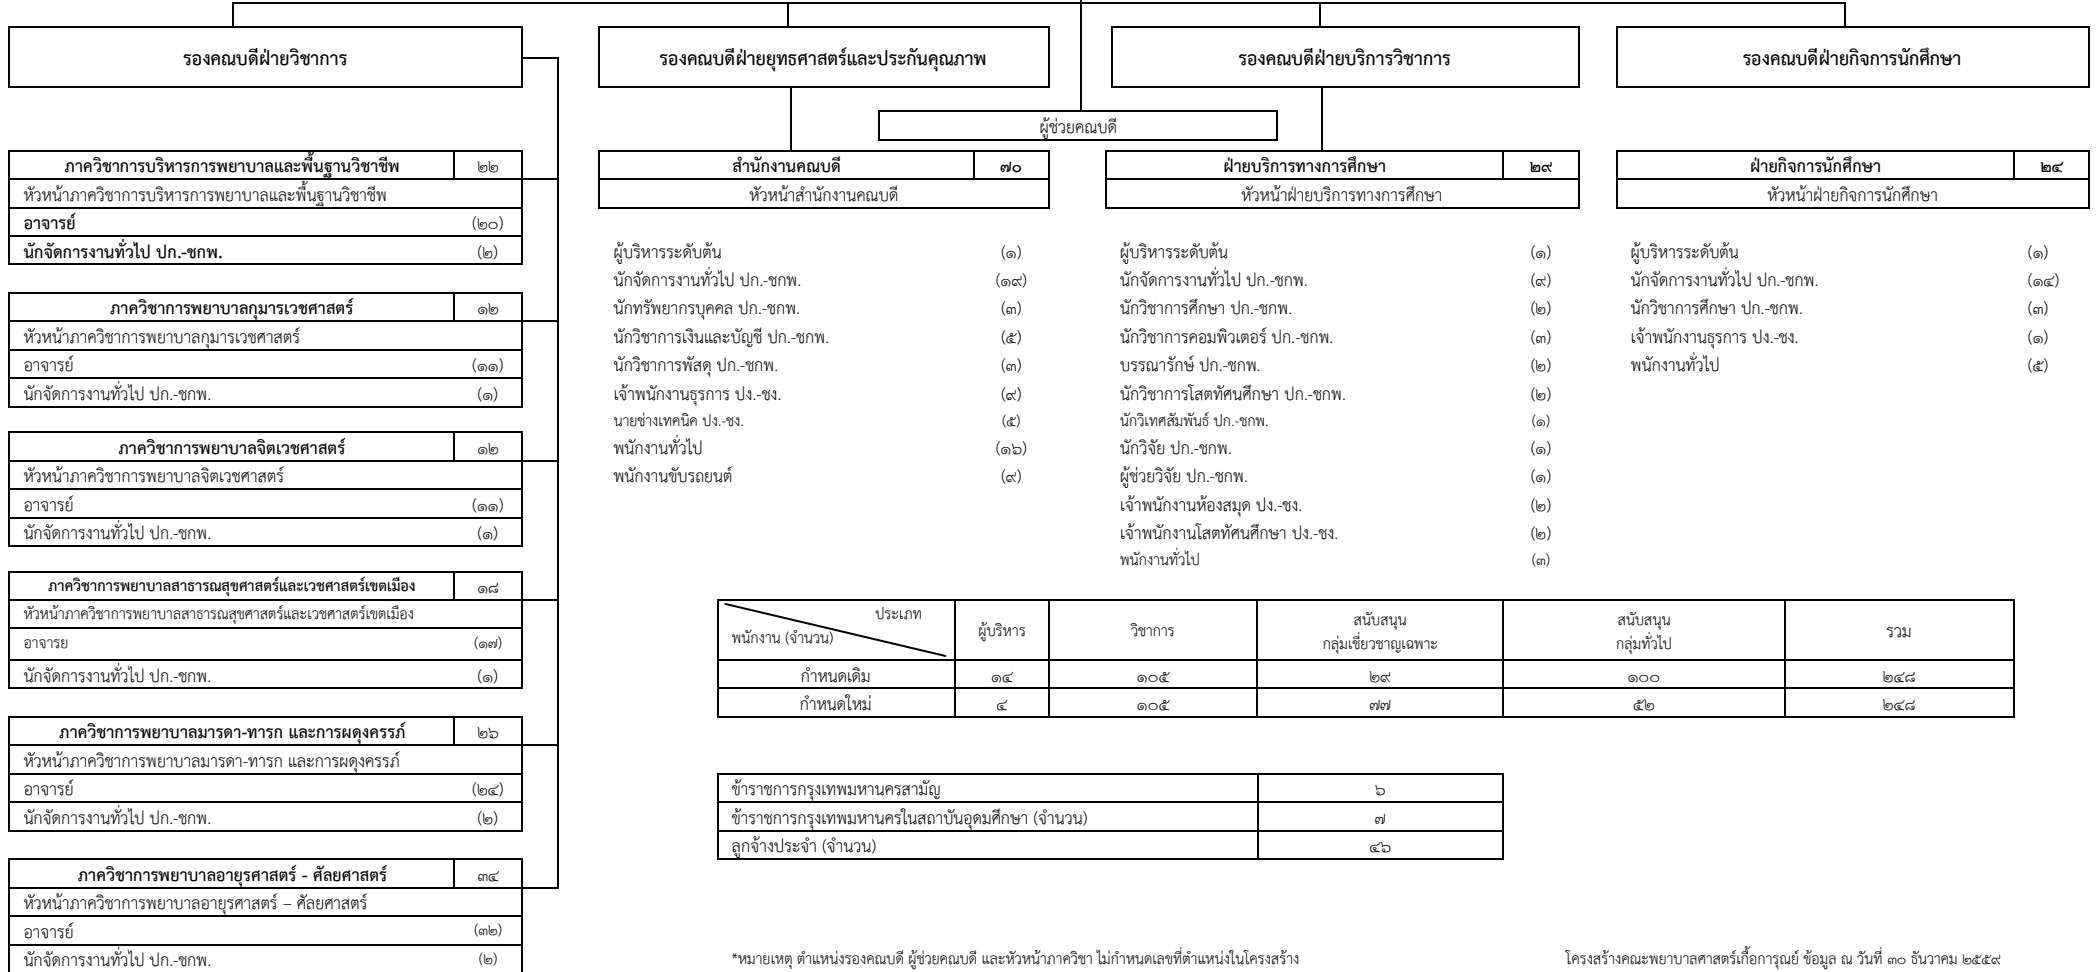 รองคณบดีฝ่ายวิชาการ
รองคณบดีฝ่ายยุทธศาสตร์และประกันคุณภาพ
รองคณบดีฝ่ายบริการวิชาการ
รองคณบดีฝ่ายกิจการนักศึกษา
ผู้ช่วยคณบดี
ภาควิชาการบริหารการพยาบาลและพื้นฐานวิชาชีพ ๒๒
หัวหน้าภาควิชาการบริหารการพยาบาลและพื้นฐานวิชาชีพ
อาจารย์ (๒๐)
นักจัดการงานทั่วไป ปก.-ชกพ. (๒)
ภาควิชาการพยาบาลกุมารเวชศาสตร์ ๑๒
หัวหน้าภาควิชาการพยาบาลกุมารเวชศาสตร์
อาจารย์ (๑๑)
นักจัดการงานทั่วไป ปก.-ชกพ. (๑)
ภาควิชาการพยาบาลจิตเวชศาสตร์ ๑๒
หัวหน้าภาควิชาการพยาบาลจิตเวชศาสตร์
อาจารย์ (๑๑)
นักจัดการงานทั่วไป ปก.-ชกพ. (๑)
ภาควิชาการพยาบาลสาธารณสุขศาสตร์และเวชศาสตร์เขตเมือง ๑๘
หัวหน้าภาควิชาการพยาบาลสาธารณสุขศาสตร์และเวชศาสตร์เขตเมือง
อาจารย (๑๗)
นักจัดการงานทั่วไป ปก.-ชกพ. (๑)
ภาควิชาการพยาบาลมารดา-ทารก และการผดุงครรภ์ ๒๖
หัวหน้าภาควิชาการพยาบาลมารดา-ทารก และการผดุงครรภ์
อาจารย์ (๒๔)
นักจัดการงานทั่วไป ปก.-ชกพ. (๒)
ภาควิชาการพยาบาลอายุรศาสตร์ - ศัลยศาสตร์ ๓๔
หัวหน้าภาควิชาการพยาบาลอายุรศาสตร์ – ศัลยศาสตร์
อาจารย์ (๓๒)
นักจัดการงานทั่วไป ปก.-ชกพ. (๒)
สำนักงานคณบดี ๗๐
หัวหน้าสำนักงานคณบดี
ผู้บริหารระดับต้น (๑)
นักจัดการงานทั่วไป ปก.-ชกพ. (๑๙)
นักทรัพยากรบุคคล ปก.-ชกพ. (๓)
นักวิชาการเงินและบัญชี ปก.-ชกพ. (๕)
นักวิชาการพัสดุ ปก.-ชกพ. (๓)
เจ้าพนักงานธุรการ ปง.-ชง. (๙)
นายช่างเทคนิค ปง.-ชง. (๕)
พนักงานทั่วไป (๑๖)
พนักงานขับรถยนต์ (๙)
ฝ่ายบริการทางการศึกษา ๒๙
หัวหน้าฝ่ายบริการทางการศึกษา
ผู้บริหารระดับต้น (๑)
นักจัดการงานทั่วไป ปก.-ชกพ. (๙)
นักวิชาการศึกษา ปก.-ชกพ. (๒)
นักวิชาการคอมพิวเตอร์ ปก.-ชกพ. (๓)
บรรณารักษ์ ปก.-ชกพ. (๒)
นักวิชาการโสตทัศนศึกษา ปก.-ชกพ. (๒)
นักวิเทศสัมพันธ์ ปก.-ชกพ. (๑)
นักวิจัย ปก.-ชกพ. (๑)
ผู้ช่วยวิจัย ปก.-ชกพ. (๑)
เจ้าพนักงานห้องสมุด ปง.-ชง. (๒)
เจ้าพนักงานโสตทัศนศึกษา ปง.-ชง. (๒)
พนักงานทั่วไป (๓)
ฝ่ายกิจการนักศึกษา ๒๔
หัวหน้าฝ่ายกิจการนักศึกษา
ผู้บริหารระดับต้น (๑)
นักจัดการงานทั่วไป ปก.-ชกพ. (๑๔)
นักวิชาการศึกษา ปก.-ชกพ. (๓)
เจ้าพนักงานธุรการ ปง.-ชง. (๑)
พนักงานทั่วไป (๕)
ประเภท
พนักงาน (จำนวน)
ผู้บริหาร
วิชาการ
สนับสนุน
กลุ่มเชี่ยวชาญเฉพาะ
สนับสนุน
กลุ่มทั่วไป
รวม
กำหนดเดิม ๑๔ ๑๐๕ ๒๙ ๑๐๐ ๒๔๘
กำหนดใหม่ ๔ ๑๐๕ ๗๗ ๕๒ ๒๔๘
ข้าราชการกรุงเทพมหานครสามัญ ๖
ข้าราชการกรุงเทพมหานครในสถาบันอุดมศึกษา (จำนวน) ๗
ลูกจ้างประจำ (จำนวน) ๔๖
*หมายเหตุ ตำแหน่งรองคณบดี ผู้ช่วยคณบดี และหัวหน้าภาควิชา ไม่กำหนดเลขที่ตำแหน่งในโครงสร้าง
โครงสร้างคณะพยาบาลศาสตร์เกื้อการุณย์ ข้อมูล ณ วันที่ ๓๐ ธันวาคม ๒๕๕๙